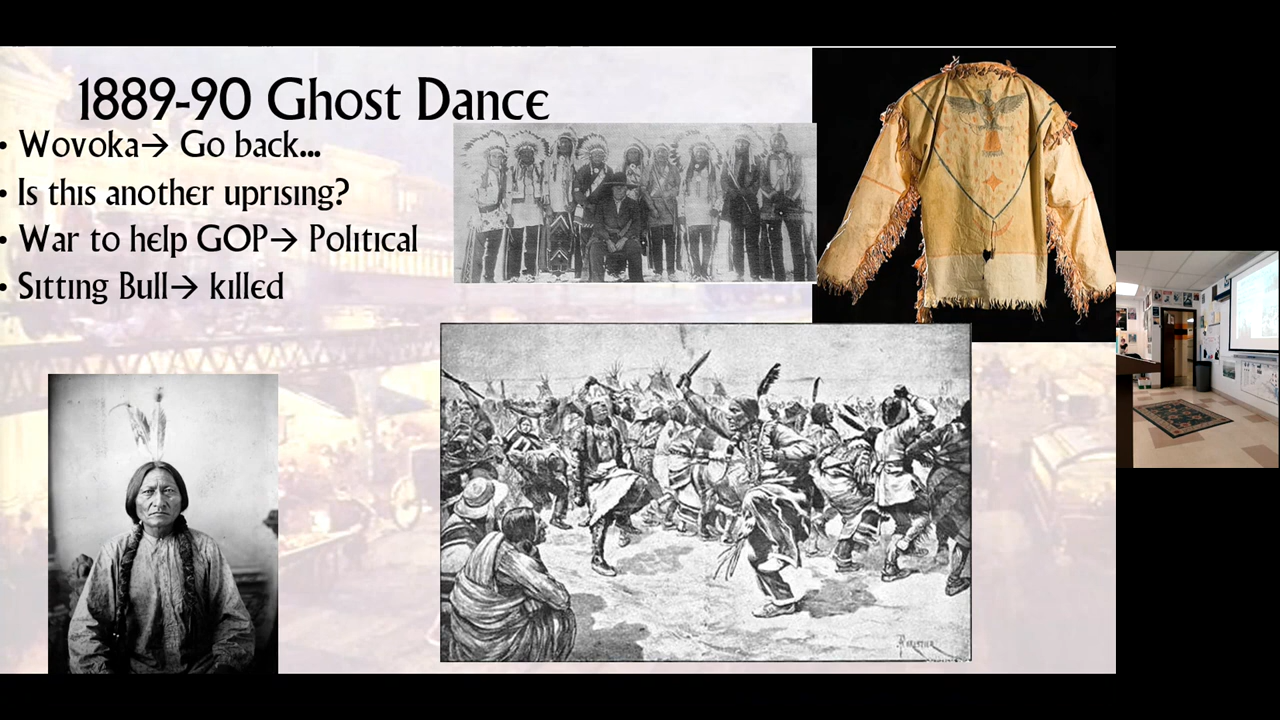 1889-90 Ghost Dance
• Wovoka→ Go back...
• Is this another uprising?
• War to help GOP→ Political
• Sitting Bull→ killed